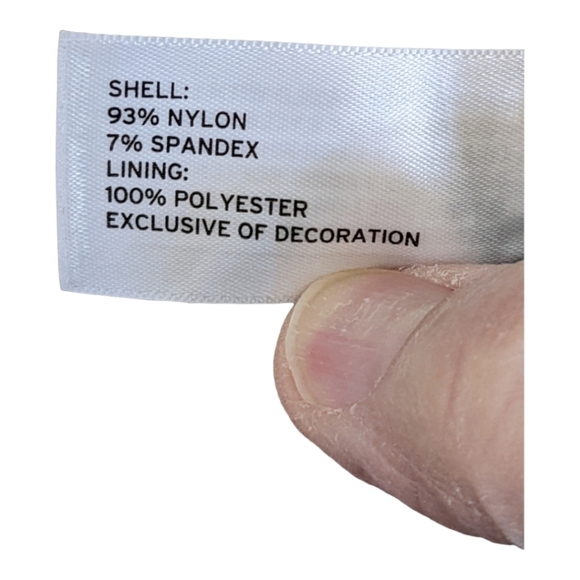 SHELL:
93% NYLON
7% SPANDEX
LINING:
100% POLYESTER
EXCLUSIVE OF DECORATION